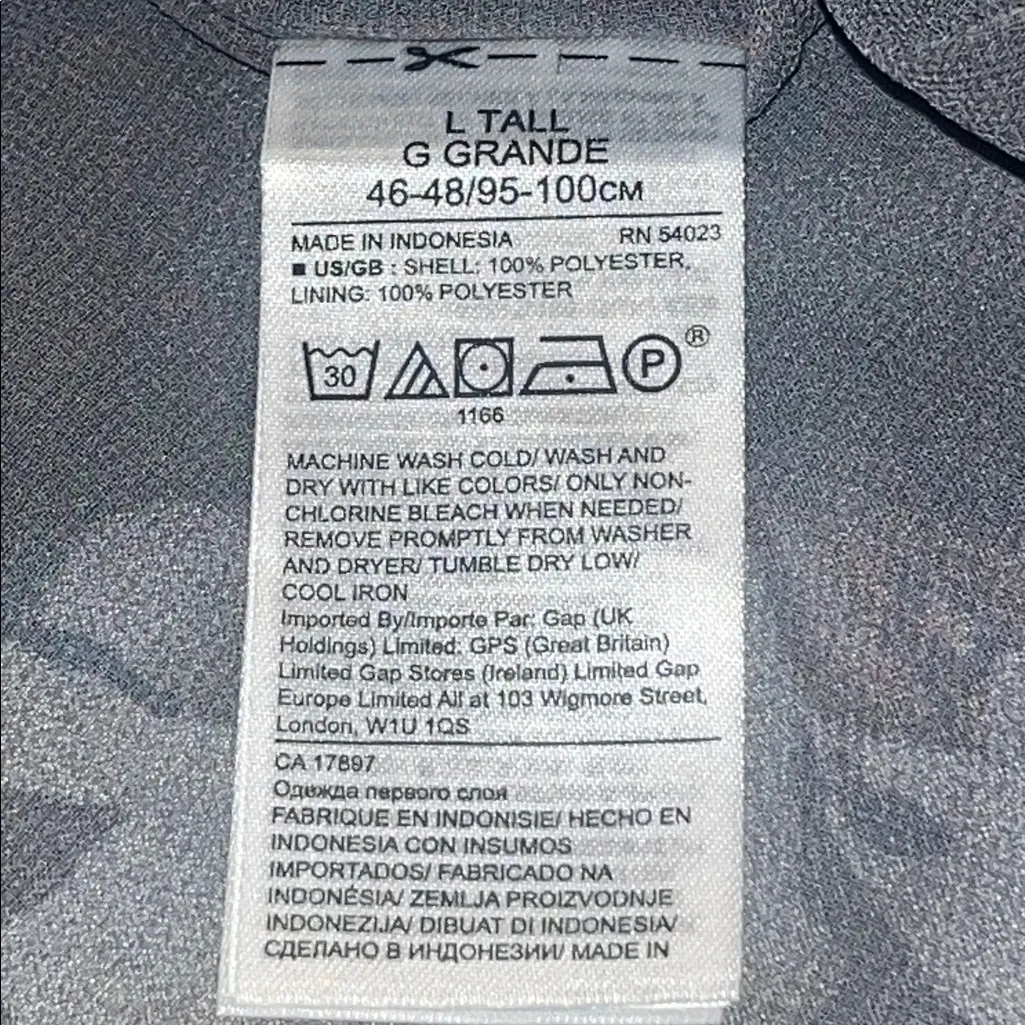 L TALL
G GRANDE
46-48/95-100CM
MADE IN INDONESIA RN 54023
■ US/GB : SHELL: 100% POLYESTER,
LINING: 100% POLYESTER
30 P ®
1166
MACHINE WASH COLD/ WASH AND
DRY WITH LIKE COLORS/ ONLY NON-
CHLORINE BLEACH WHEN NEEDED/
REMOVE PROMPTLY FROM WASHER
AND DRYER/ TUMBLE DRY LOW/
COOL IRON
Imported By/Importe Par: Gap (UK
Holdings) Limited: GPS (Great Britain)
Limited Gap Stores (Ireland) Limited Gap
Europe Limited All at 103 Wigmore Street,
London, W1U 1QS
CA 17897
Одежда первого слоя
FABRIQUE EN INDONISIE/ HECHO EN
INDONESIA CON INSUMOS
IMPORTADOS/ FABRICADO NA
INDONÉSIA/ ZEMLJA PROIZVODNJE
INDONEZIJA/ DIBUAT DI INDONESIA/
СДЕЛАНО В ИНДОНЕЗИИ/ MADE IN